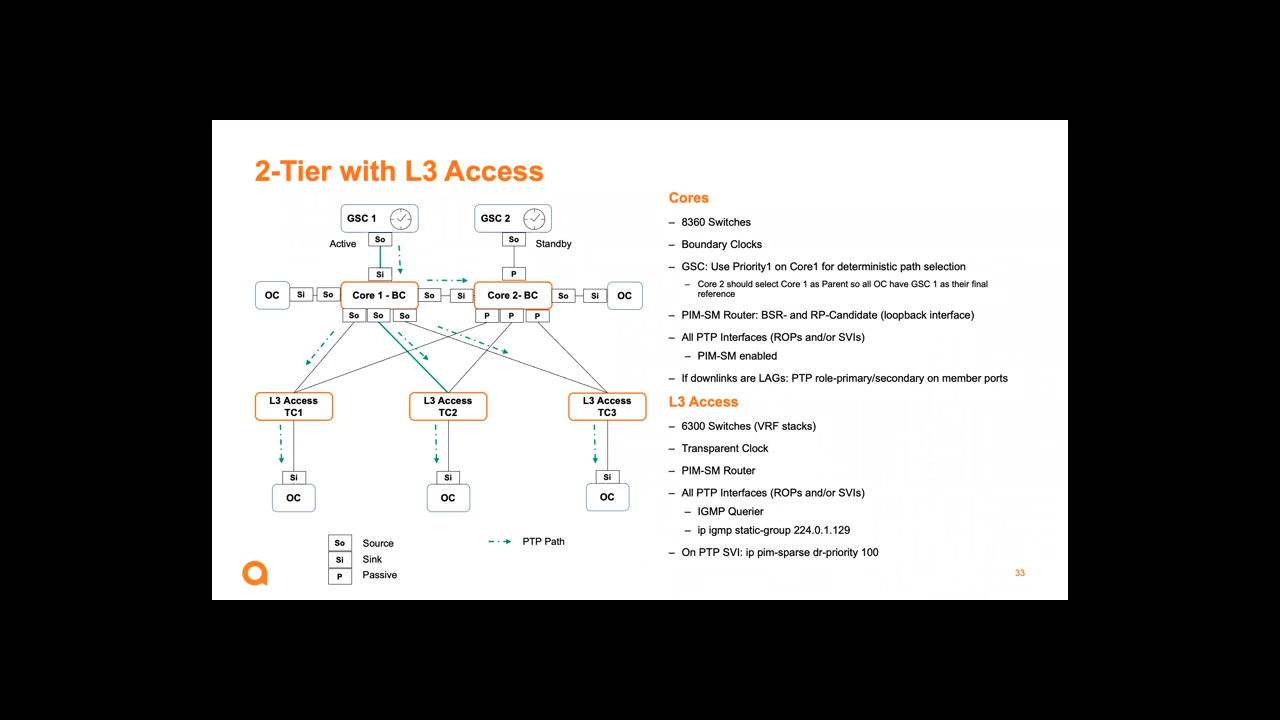 2-Tier with L3 Access
GSC 1
GSC 2
So
So
Active
Standby
Si
P
OC
Si
So
Core 1 - BC
So
Si
Core 2- BC
So
Si
OC
So
So
So
P
P
P
L3 Access
TC1
L3 Access
TC2
L3 Access
TC3
Si
Si
Si
OC
OC
OC
So
Source
Si
Sink
P
Passive
PTP Path
Cores
– 8360 Switches
– Boundary Clocks
– GSC: Use Priority1 on Core1 for deterministic path selection
– Core 2 should select Core 1 as Parent so all OC have GSC 1 as their final
reference
– PIM-SM Router: BSR- and RP-Candidate (loopback interface)
– All PTP Interfaces (ROPs and/or SVIs)
– PIM-SM enabled
– If downlinks are LAGs: PTP role-primary/secondary on member ports
L3 Access
– 6300 Switches (VRF stacks)
– Transparent Clock
– PIM-SM Router
– All PTP Interfaces (ROPs and/or SVIs)
– IGMP Querier
– ip igmp static-group 224.0.1.129
– On PTP SVI: ip pim-sparse dr-priority 100
33